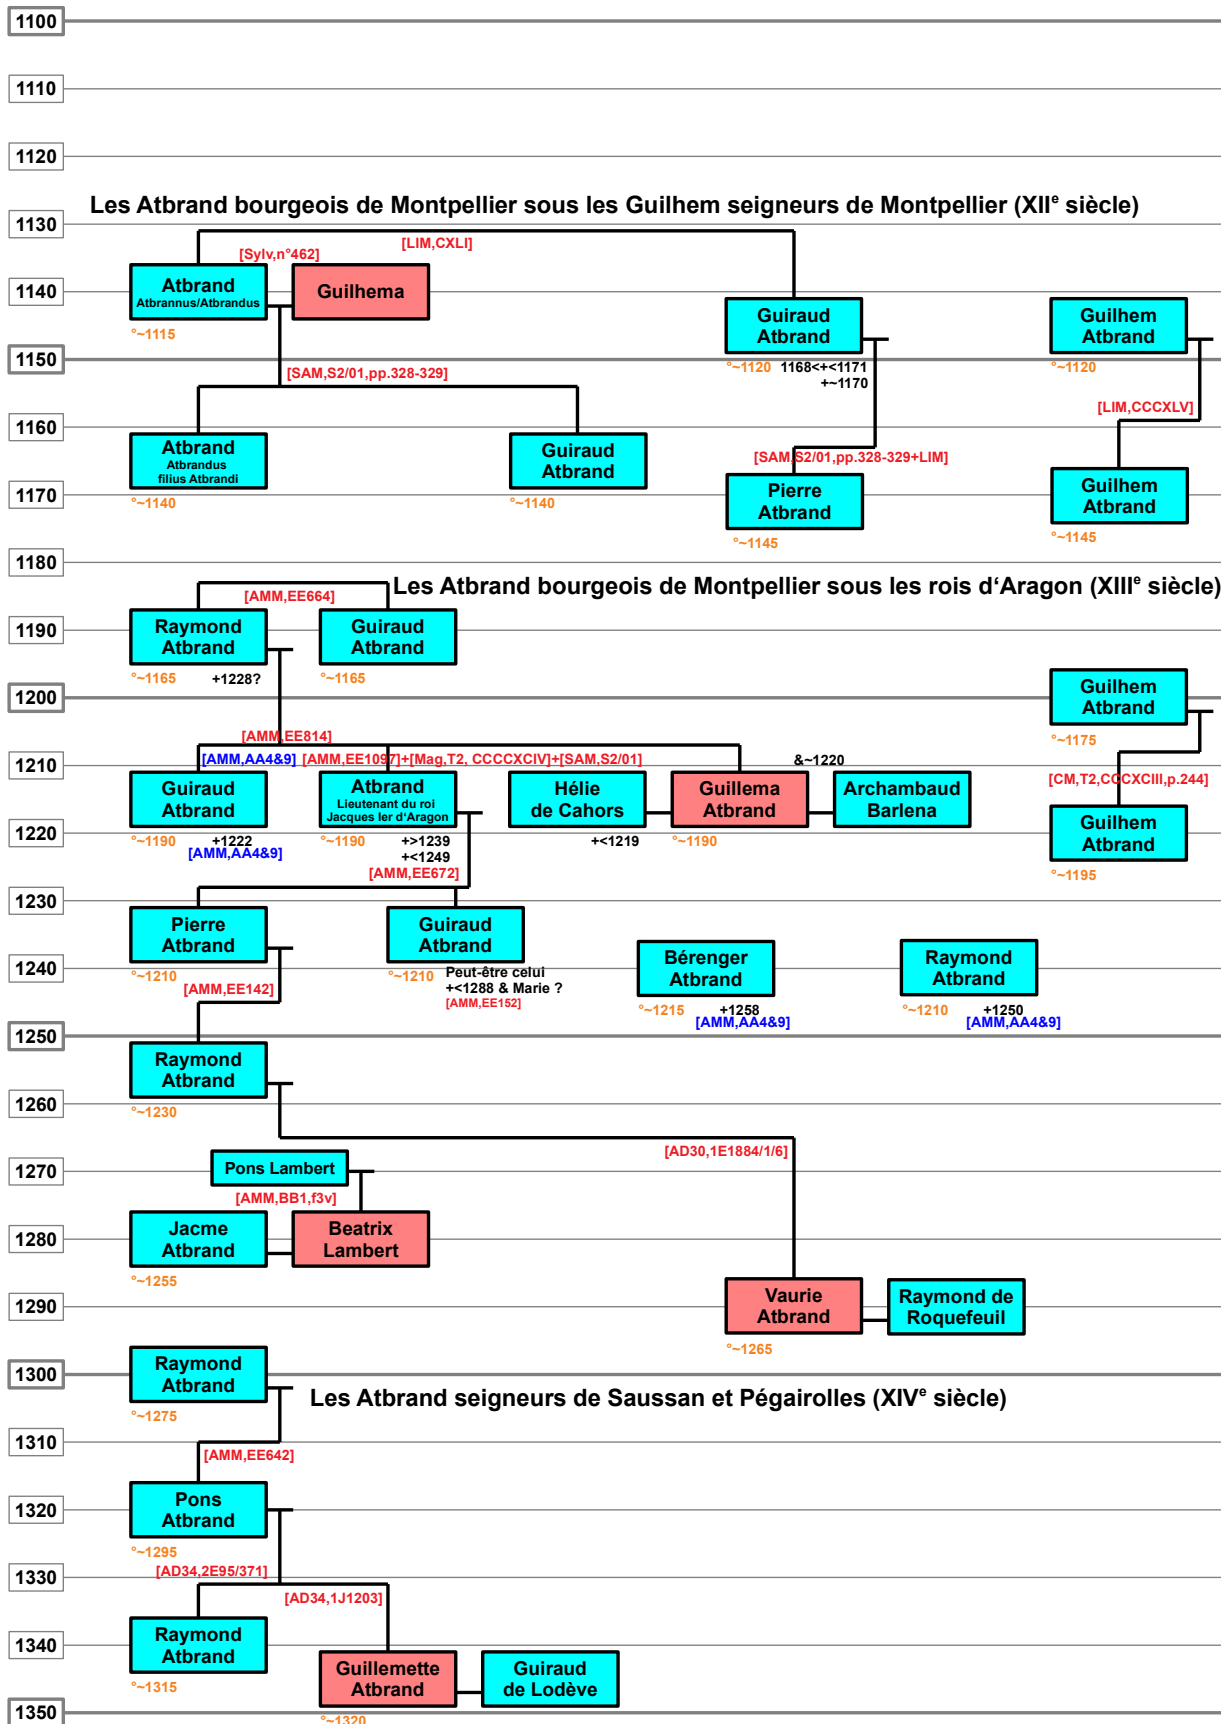 1100
1110
1120
Les Atbrand bourgeois de Montpellier sous les Guilhem seigneurs de Montpellier (XIIe siècle)
1130
[Sylv,n°462]
[LIM,CXLI]
1140
Atbrand
Atbrannus/Atbrandus
Guilhema
°~1115
Guiraud
Atbrand
°~1120 1168<+<1171
+~1170
Guilhem
Atbrand
°~1120
1150
[SAM,S2/01,pp.328-329]
[LIM,CCCXLV]
1160
Atbrand
Atbrandus
filius Atbrandi
°~1140
Guiraud
Atbrand
°~1140
[SAM,S2/01,pp.328-329+LIM]
1170
Pierre
Atbrand
°~1145
Guilhem
Atbrand
°~1145
1180
Les Atbrand bourgeois de Montpellier sous les rois d‘Aragon (XIIIe siècle)
[AMM,EE664]
1190
Raymond
Atbrand
°~1165 +1228?
Guiraud
Atbrand
°~1165
1200
Guilhem
Atbrand
°~1175
[AMM,EE814]
[AMM,AA4&9] [AMM,EE1097]+[Mag,T2, CCCCXCIV]+[SAM,S2/01]
&~1220
1210
[CM,T2,CCCXCIII,p.244]
Guiraud
Atbrand
°~1190 +1222
[AMM,AA4&9]
Atbrand
Lieutenant du roi
Jacques Ier d‘Aragon
°~1190 +>1239
+<1249
[AMM,EE672]
Hélie
de Cahors
+<1219
Guillema
Atbrand
°~1190
Archambaud
Barlena
1220
Guilhem
Atbrand
°~1195
1230
Pierre
Atbrand
°~1210
Guiraud
Atbrand
°~1210 Peut-être celui
+<1288 & Marie ?
[AMM,EE152]
1240
[AMM,EE142]
Bérenger
Atbrand
°~1215 +1258
[AMM,AA4&9]
Raymond
Atbrand
°~1210 +1250
[AMM,AA4&9]
1250
Raymond
Atbrand
°~1230
1260
[AD30,1E1884/1/6]
1270
Pons Lambert
[AMM,BB1,f3v]
1280
Jacme
Atbrand
°~1255
Beatrix
Lambert
1290
Vaurie
Atbrand
°~1265
Raymond de
Roquefeuil
1300
Raymond
Atbrand
°~1275
Les Atbrand seigneurs de Saussan et Pégairolles (XIVe siècle)
1310
[AMM,EE642]
1320
Pons
Atbrand
°~1295
[AD34,2E95/371]
1330
[AD34,1J1203]
1340
Raymond
Atbrand
°~1315
Guillemette
Atbrand
°~1320
Guiraud
de Lodève
1350